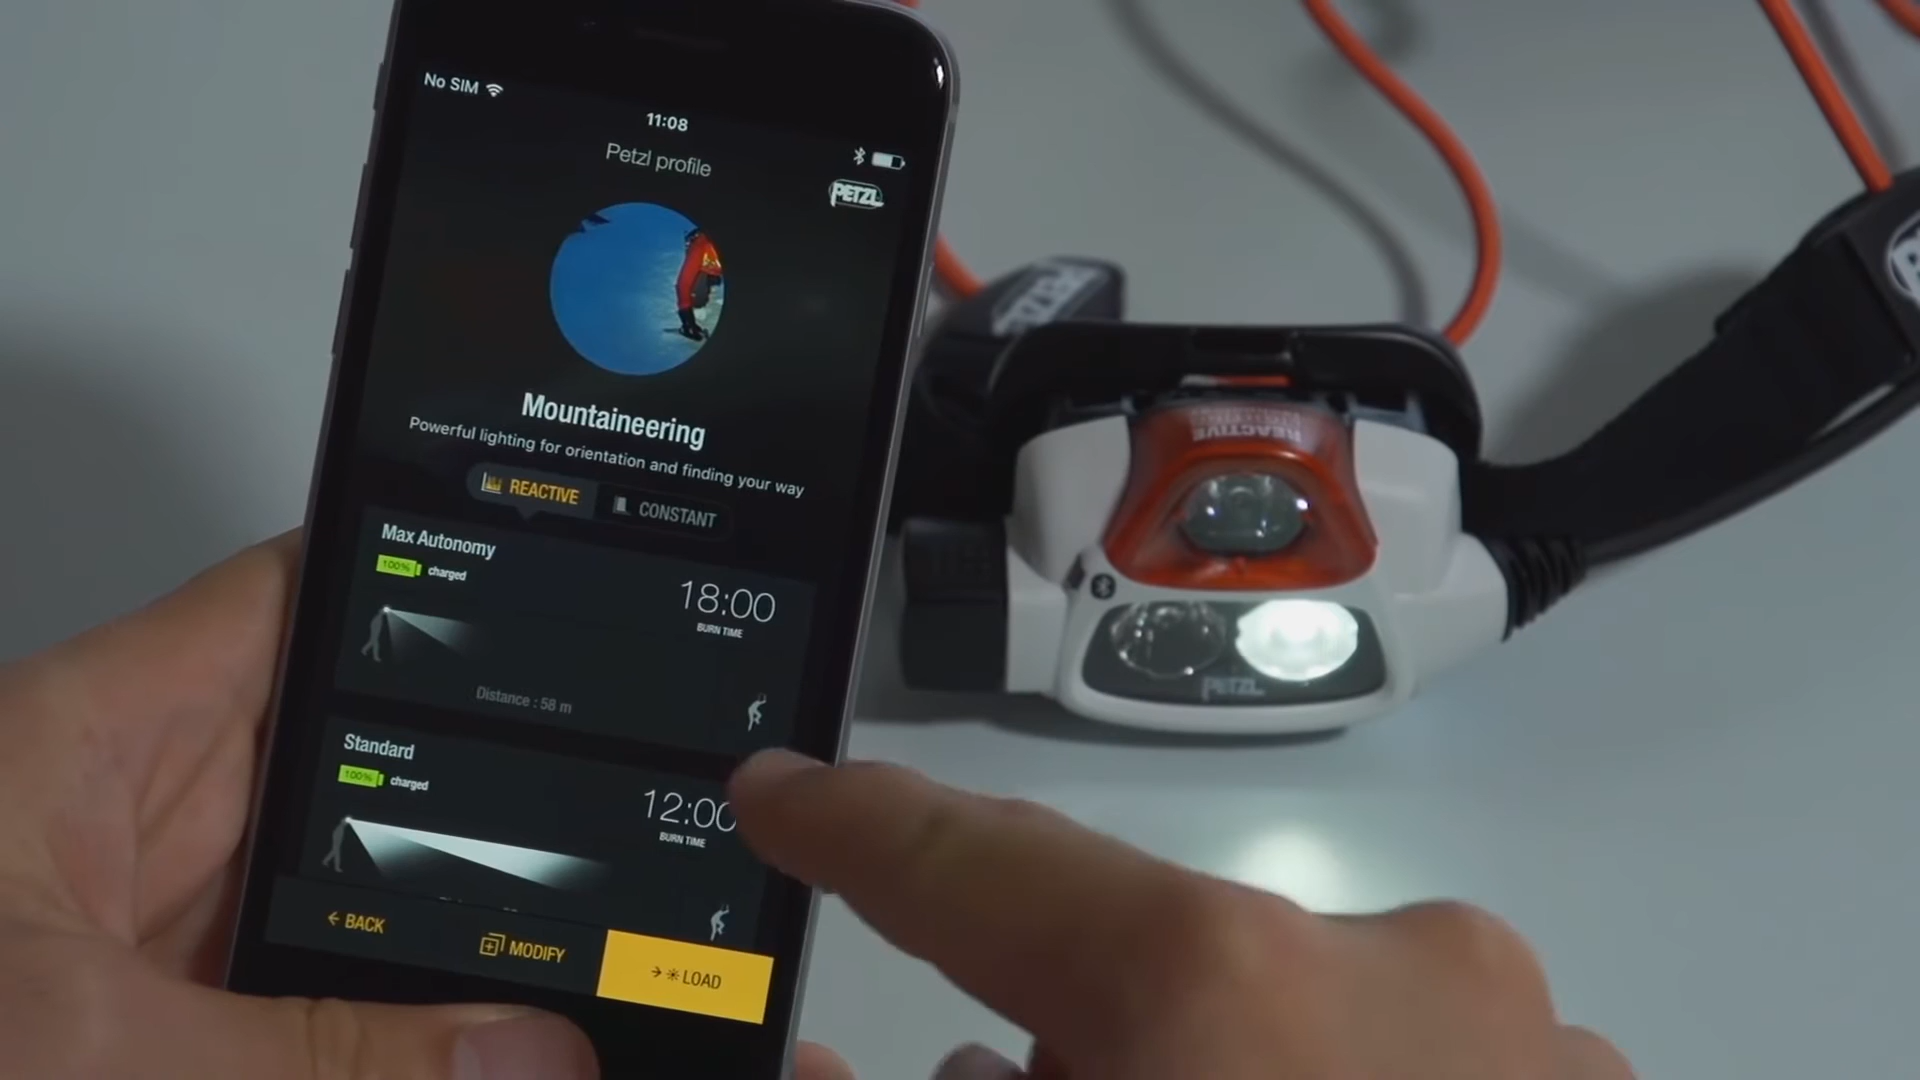 No SIM
11:08
Petzl profile
PETZL
Mountaineering
Powerful lighting for orientation and finding your way
REACTIVE
CONSTANT
Max Autonomy
100% charged
18:00
BURN TIME
Distance : 58 m
Standard
100% charged
12:00
BURN TIME
BACK
MODIFY
LOAD
PETZL
REACTIVE
PETZL